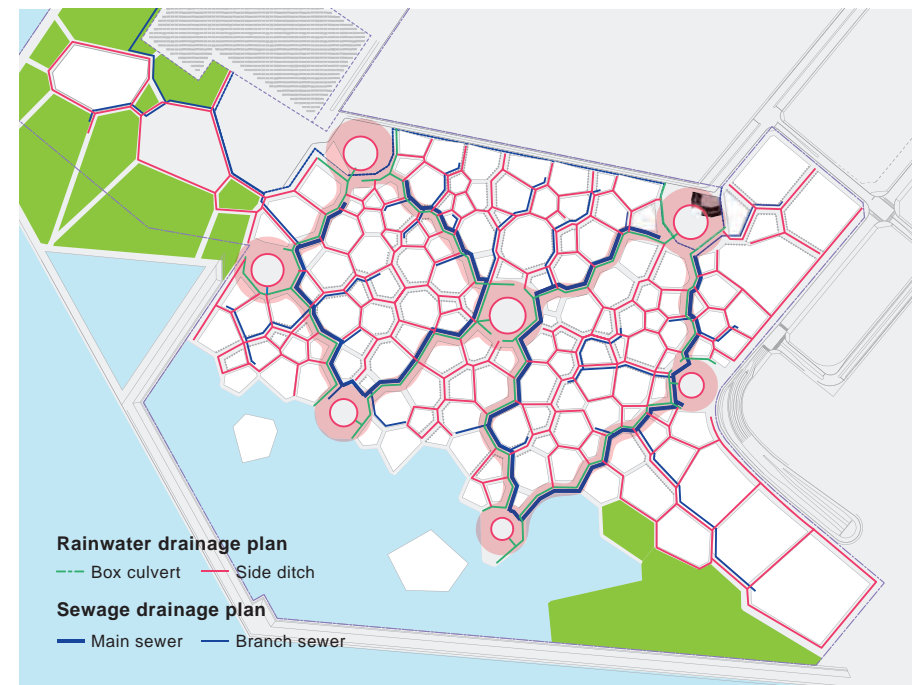 Rainwater drainage plan
Box culvert Side ditch
Sewage drainage plan
Main sewer Branch sewer